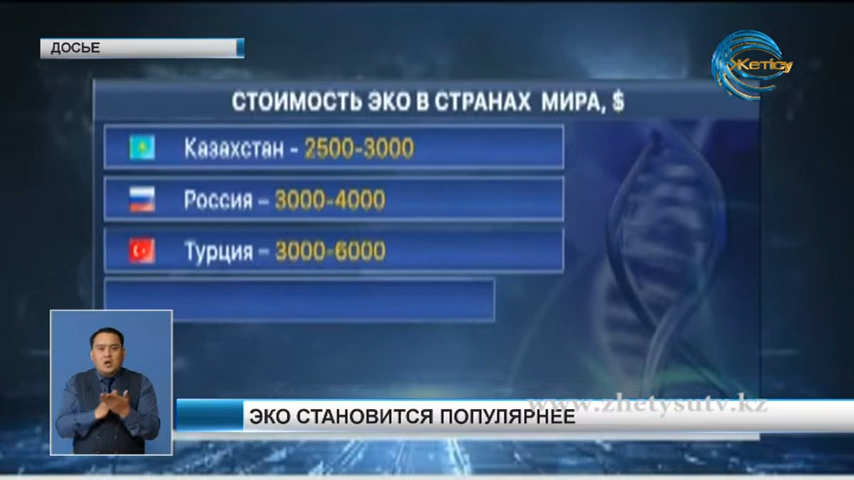 ДОСЬЕ
Жетісу
СТОИМОСТЬ ЭКО В СТРАНАХ МИРА, $
Казахстан - 2500-3000
Россия - 3000-4000
Турция - 3000-6000
www.zhetysutv.kz
ЭКО СТАНОВИТСЯ ПОПУЛЯРНЕЕ